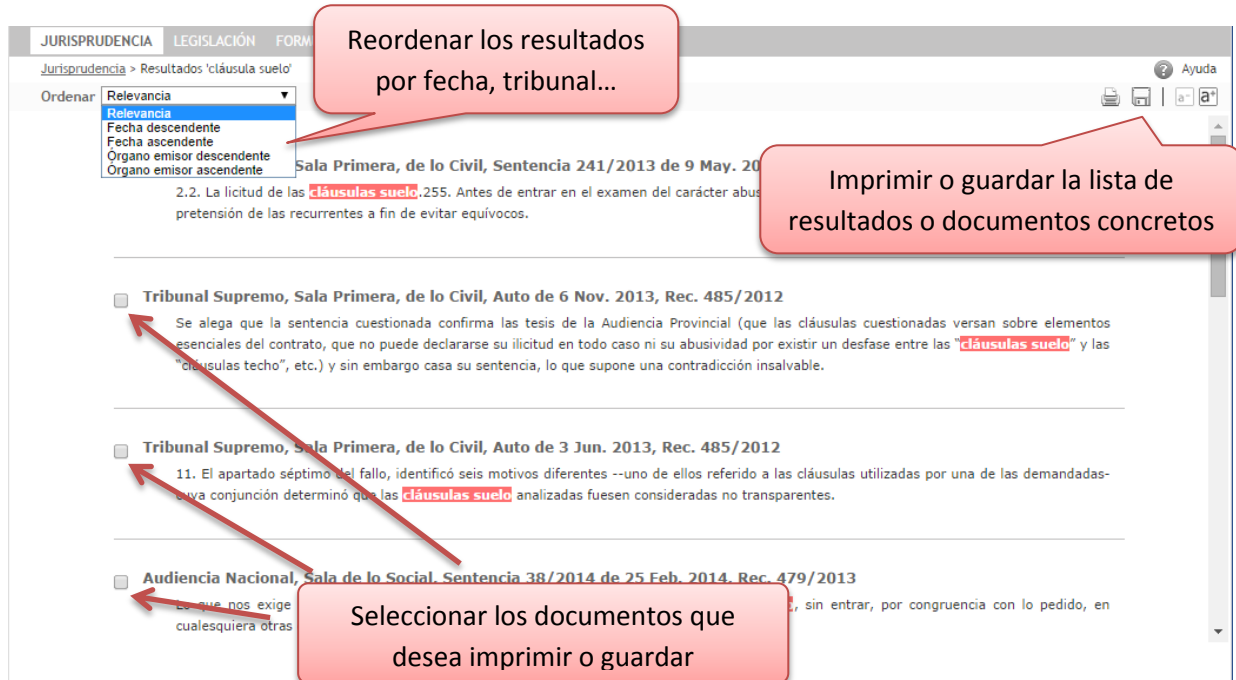 JURISPRUDENCIA LEGISLACIÓN FORM
Reordenar los resultados
por fecha, tribunal…
Jurisprudencia > Resultados 'cláusula suelo'
? Ayuda
Ordenar Relevancia
a- a+
Relevancia
Fecha descendente
Fecha ascendente
Órgano emisor descendente
Órgano emisor ascendente
Sala Primera, de lo Civil, Sentencia 241/2013 de 9 May. 20
Imprimir o guardar la lista de
resultados o documentos concretos
2.2. La licitud de las cláusulas suelo.255. Antes de entrar en el examen del carácter abus
pretensión de las recurrentes a fin de evitar equívocos.
Tribunal Supremo, Sala Primera, de lo Civil, Auto de 6 Nov. 2013, Rec. 485/2012
Se alega que la sentencia cuestionada confirma las tesis de la Audiencia Provincial (que las cláusulas cuestionadas versan sobre elementos
esenciales del contrato, que no puede declararse su ilicitud en todo caso ni su abusividad por existir un desfase entre las "cláusulas suelo" y las
"cláusulas techo", etc.) y sin embargo casa su sentencia, lo que supone una contradicción insalvable.
Tribunal Supremo, Sala Primera, de lo Civil, Auto de 3 Jun. 2013, Rec. 485/2012
11. El apartado séptimo del fallo, identificó seis motivos diferentes --uno de ellos referido a las cláusulas utilizadas por una de las demandadas-
cuya conjunción determinó que las cláusulas suelo analizadas fuesen consideradas no transparentes.
Audiencia Nacional, Sala de lo Social, Sentencia 38/2014 de 25 Feb. 2014, Rec. 479/2013
Lo que nos exige , sin entrar, por congruencia con lo pedido, en
cualesquiera otras
Seleccionar los documentos que
desea imprimir o guardar